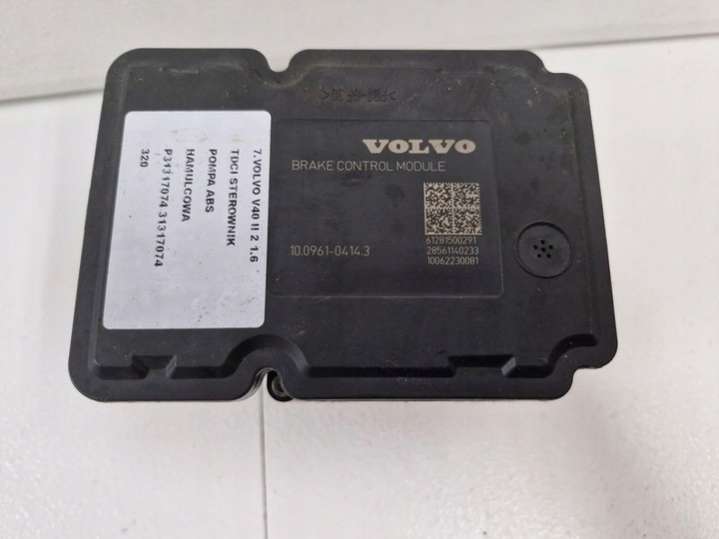 VOLVO
BRAKE CONTROL MODULE
61281500291
28561140233
10062230081
10.0961-0414.3
7.VOLVO V40 II 2 1.6
TDCI STEROWNIK
POMPA ABS
HAMULCOWA
P31317074 31317074
320